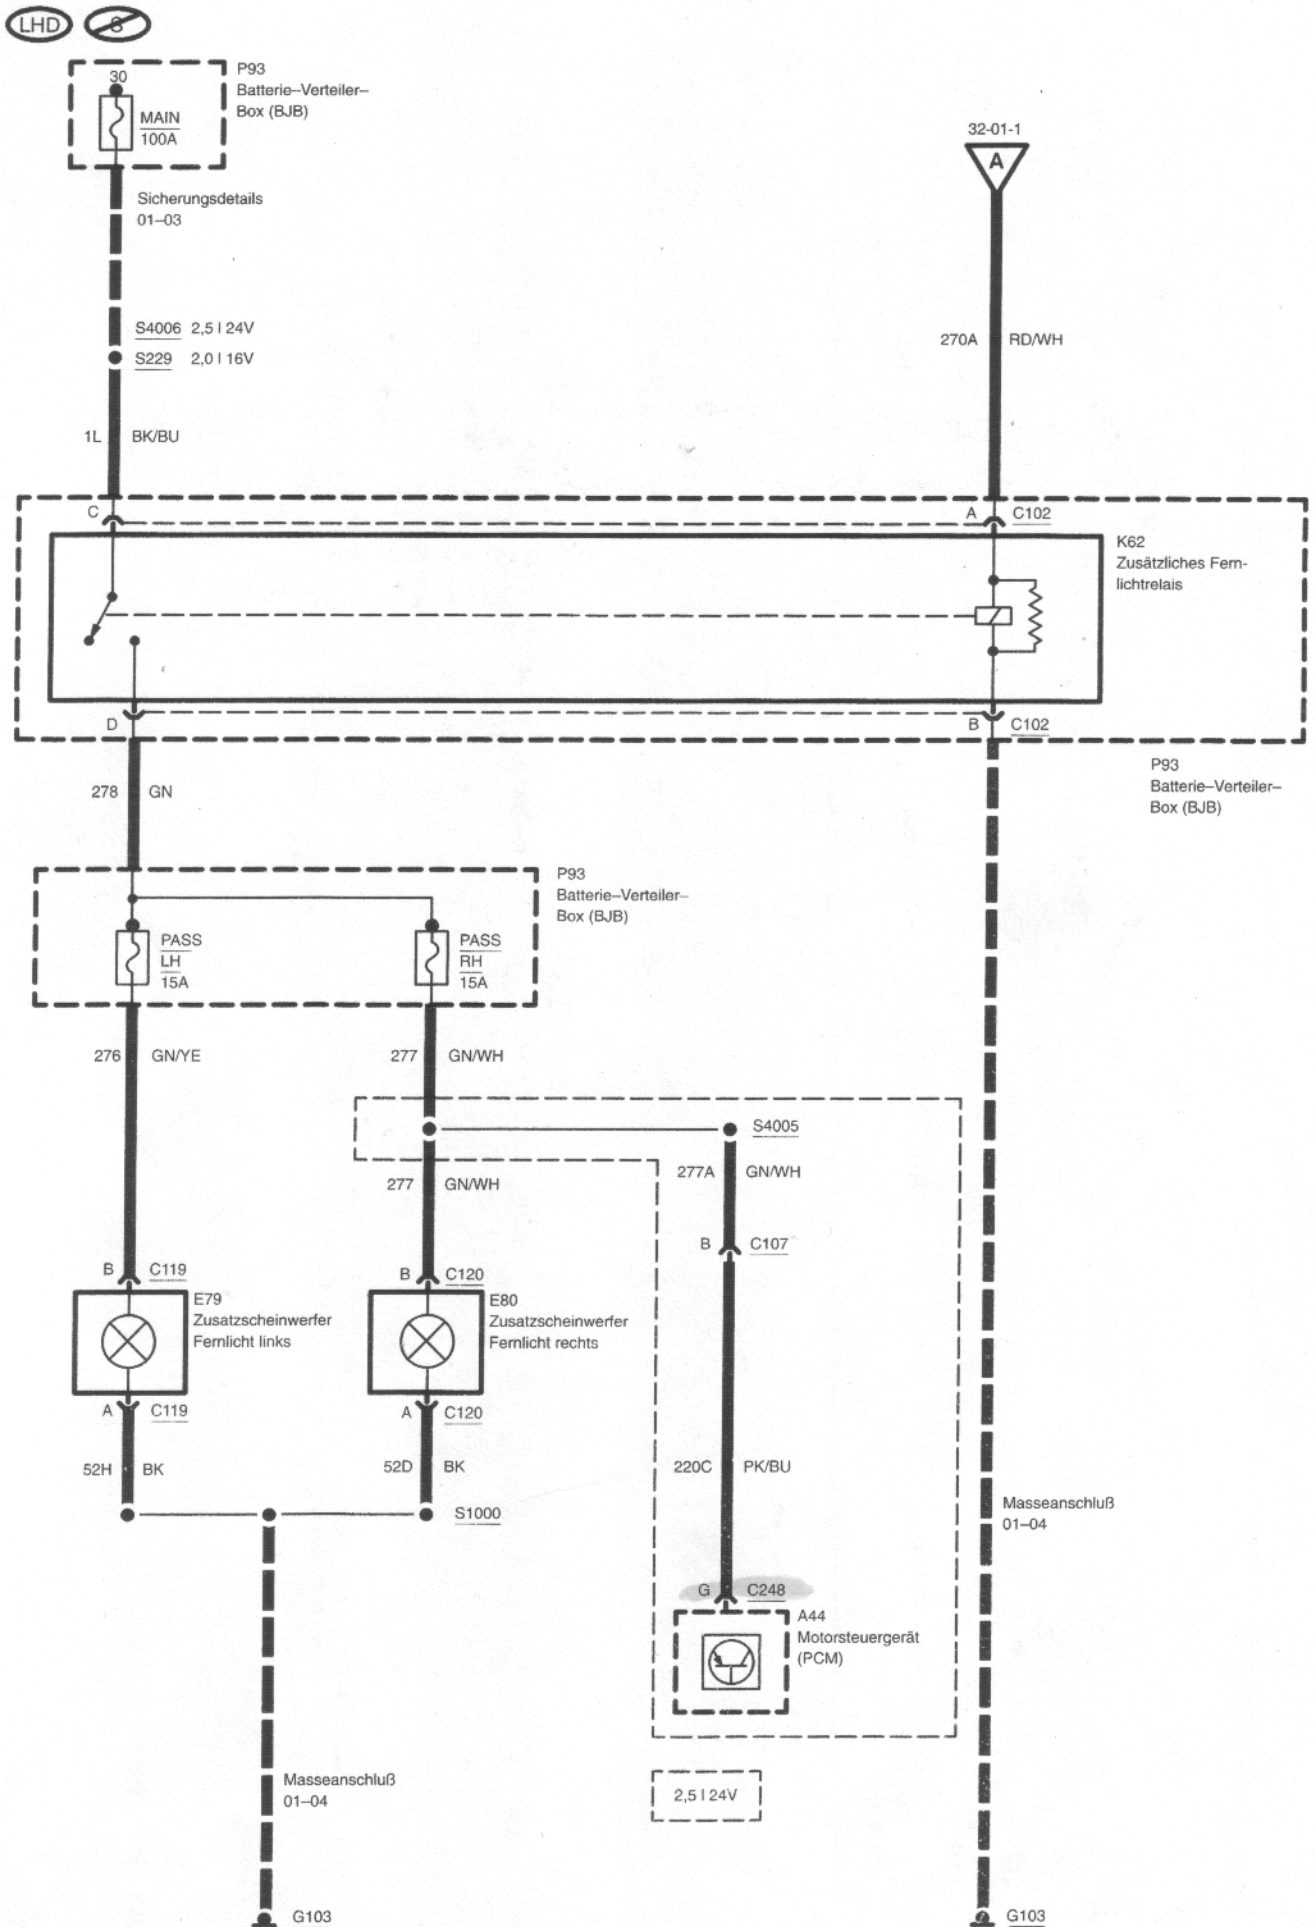 LHD S
30
MAIN
100A
P93
Batterie–Verteiler–
Box (BJB)
Sicherungsdetails
01–03
32-01-1
A
S4006 2,5 l 24V
S229 2,0 l 16V
270A RD/WH
1L BK/BU
C
A C102
K62
Zusätzliches Fern-
lichtrelais
D
B C102
P93
Batterie–Verteiler–
Box (BJB)
278 GN
P93
Batterie–Verteiler–
Box (BJB)
PASS
LH
15A
PASS
RH
15A
276 GN/YE
277 GN/WH
S4005
277A GN/WH
277 GN/WH
B C107
B C119
B C120
E79
Zusatzscheinwerfer
Fernlicht links
E80
Zusatzscheinwerfer
Fernlicht rechts
A C119
A C120
52H BK
52D BK
220C PK/BU
S1000
Masseanschluß
01–04
G C248
A44
Motorsteuergerät
(PCM)
Masseanschluß
01–04
2,5 l 24V
G103
G103